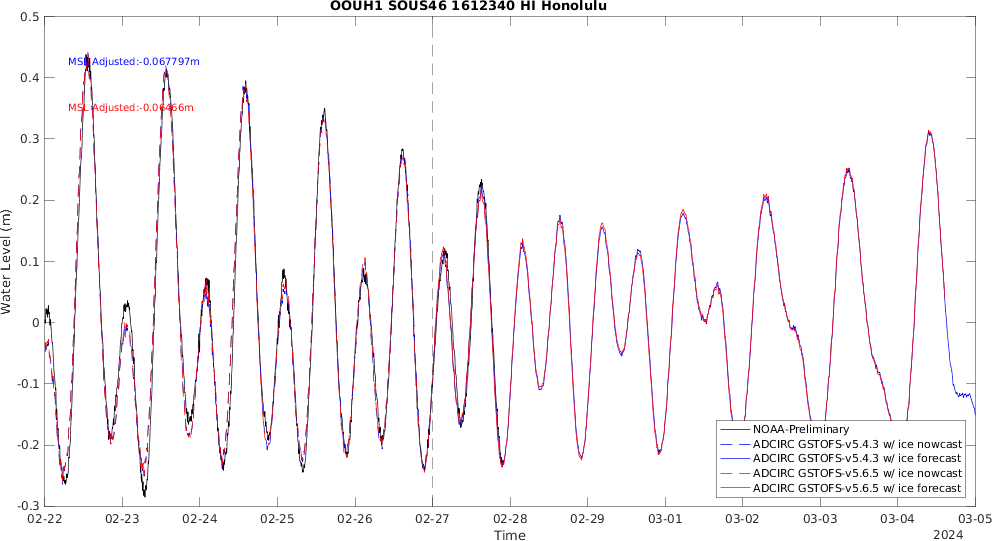 OOUH1 SOUS46 1612340 HI Honolulu
0.5
0.4
0.3
0.2
0.1
0
-0.1
-0.2
-0.3
Water Level (m)
MSL Adjusted:-0.067797m
MSL Adjusted:-0.06466m
NOAA-Preliminary
ADCIRC GSTOFS-v5.4.3 w/ ice nowcast
ADCIRC GSTOFS-v5.4.3 w/ ice forecast
ADCIRC GSTOFS-v5.6.5 w/ ice nowcast
ADCIRC GSTOFS-v5.6.5 w/ ice forecast
02-22 02-23 02-24 02-25 02-26 02-27 02-28 02-29 03-01 03-02 03-03 03-04 03-05
Time
2024